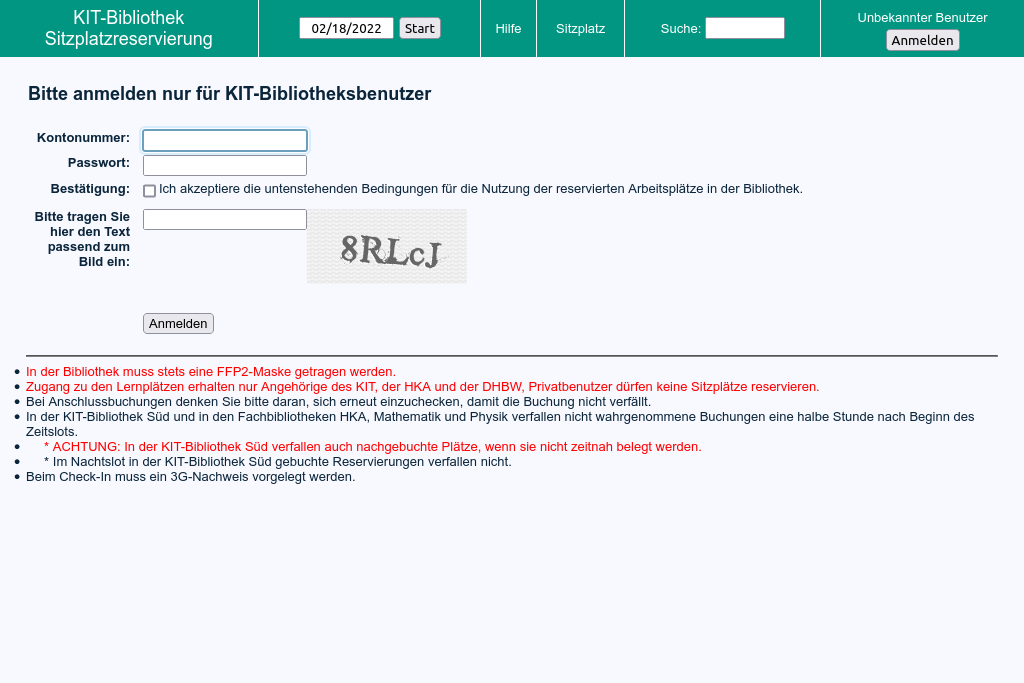 KIT-Bibliothek
Sitzplatzreservierung
02/18/2022 Start
Hilfe
Sitzplatz
Suche:
Unbekannter Benutzer
Anmelden
Bitte anmelden nur für KIT-Bibliotheksbenutzer
Kontonummer:
Passwort:
Bestätigung: Ich akzeptiere die untenstehenden Bedingungen für die Nutzung der reservierten Arbeitsplätze in der Bibliothek.
Bitte tragen Sie
hier den Text
passend zum
Bild ein:
8RLcJ
Anmelden
In der Bibliothek muss stets eine FFP2-Maske getragen werden.
Zugang zu den Lernplätzen erhalten nur Angehörige des KIT, der HKA und der DHBW, Privatbenutzer dürfen keine Sitzplätze reservieren.
Bei Anschlussbuchungen denken Sie bitte daran, sich erneut einzuchecken, damit die Buchung nicht verfällt.
In der KIT-Bibliothek Süd und in den Fachbibliotheken HKA, Mathematik und Physik verfallen nicht wahrgenommene Buchungen eine halbe Stunde nach Beginn des
Zeitslots.
* ACHTUNG: In der KIT-Bibliothek Süd verfallen auch nachgebuchte Plätze, wenn sie nicht zeitnah belegt werden.
* Im Nachtslot in der KIT-Bibliothek Süd gebuchte Reservierungen verfallen nicht.
Beim Check-In muss ein 3G-Nachweis vorgelegt werden.